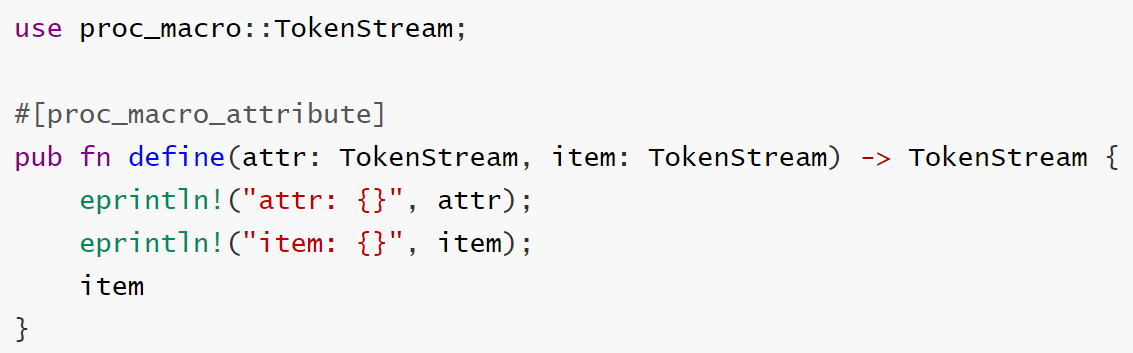 use proc_macro::TokenStream;
#[proc_macro_attribute]
pub fn define(attr: TokenStream, item: TokenStream) -> TokenStream {
    eprintln!("attr: {}", attr);
    eprintln!("item: {}", item);
    item
}